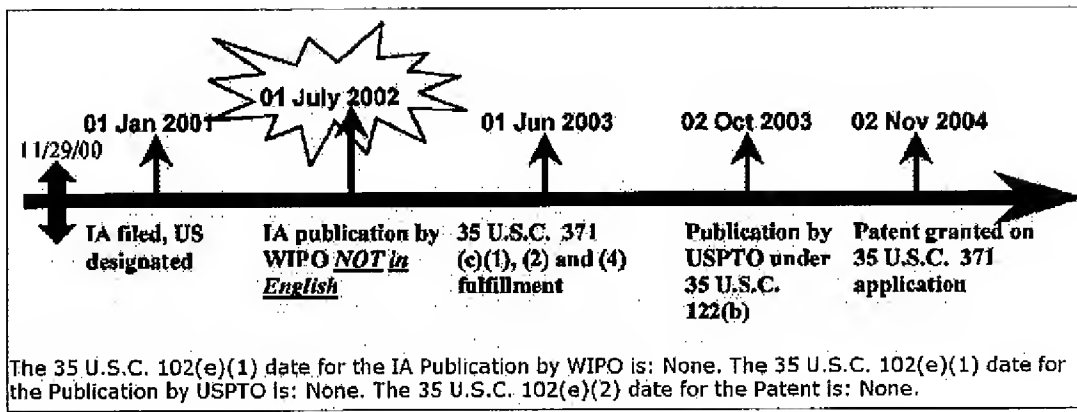 01 July 2002
01 Jan 2001
01 Jun 2003
02 Oct 2003
02 Nov 2004
11/29/00
IA filed, US
designated
IA publication by
WIPO NOT in
English
35 U.S.C. 371
(c)(1), (2) and (4)
fulfillment
Publication by
USPTO under
35 U.S.C.
122(b)
Patent granted on
35 U.S.C. 371
application
The 35 U.S.C. 102(e)(1) date for the IA Publication by WIPO is: None. The 35 U.S.C. 102(e)(1) date for
the Publication by USPTO is: None. The 35 U.S.C. 102(e)(2) date for the Patent is: None.